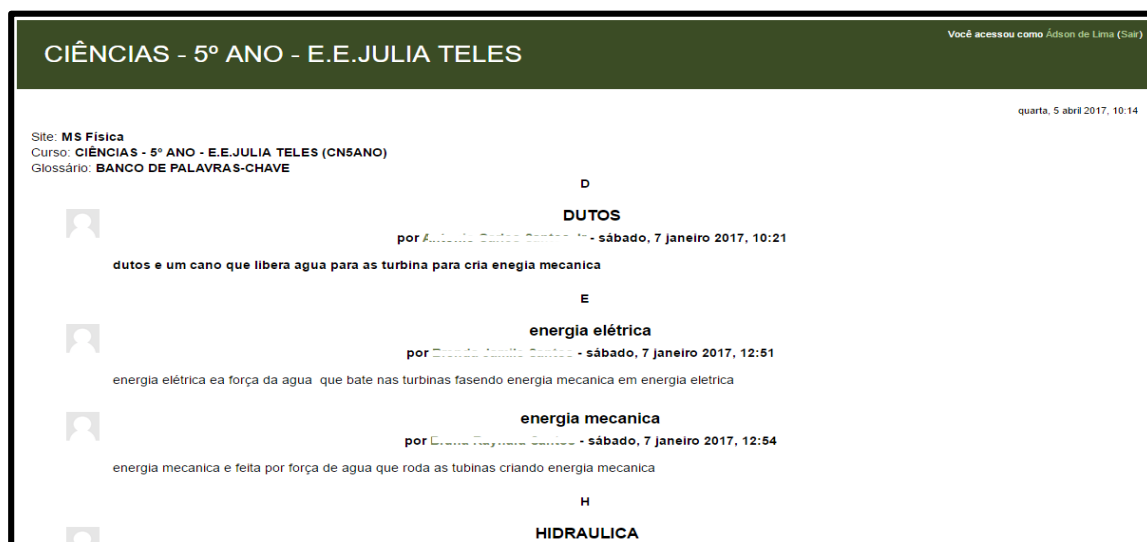 CIÊNCIAS - 5º ANO - E.E.JULIA TELES
Você acessou como Ádson de Lima (Sair)
quarta, 5 abril 2017, 10:14
Site: MS Física
Curso: CIÊNCIAS - 5º ANO - E.E.JULIA TELES (CN5ANO)
Glossário: BANCO DE PALAVRAS-CHAVE
D
DUTOS
por - sábado, 7 janeiro 2017, 10:21
dutos e um cano que libera agua para as turbina para cria enegia mecanica
E
energia elétrica
por - sábado, 7 janeiro 2017, 12:51
energia elétrica ea força da agua que bate nas turbinas fasendo energia mecanica em energia eletrica
energia mecanica
por - sábado, 7 janeiro 2017, 12:54
energia mecanica e feita por força de agua que roda as tubinas criando energia mecanica
H
HIDRAULICA